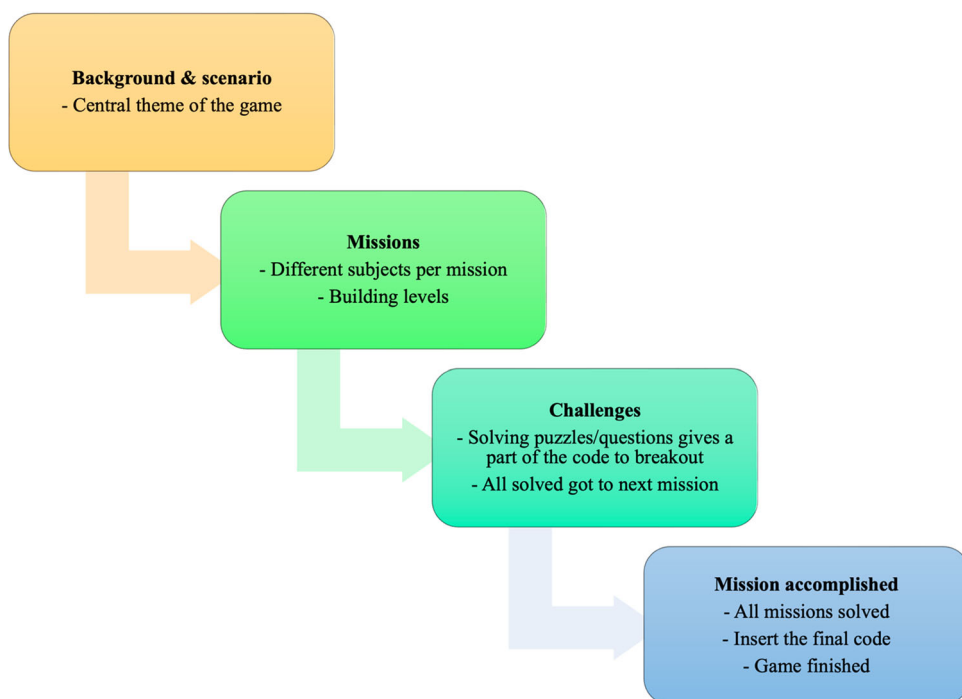 Background & scenario
- Central theme of the game
Missions
- Different subjects per mission
- Building levels
Challenges
- Solving puzzles/questions gives a
part of the code to breakout
- All solved got to next mission
Mission accomplished
- All missions solved
- Insert the final code
- Game finished